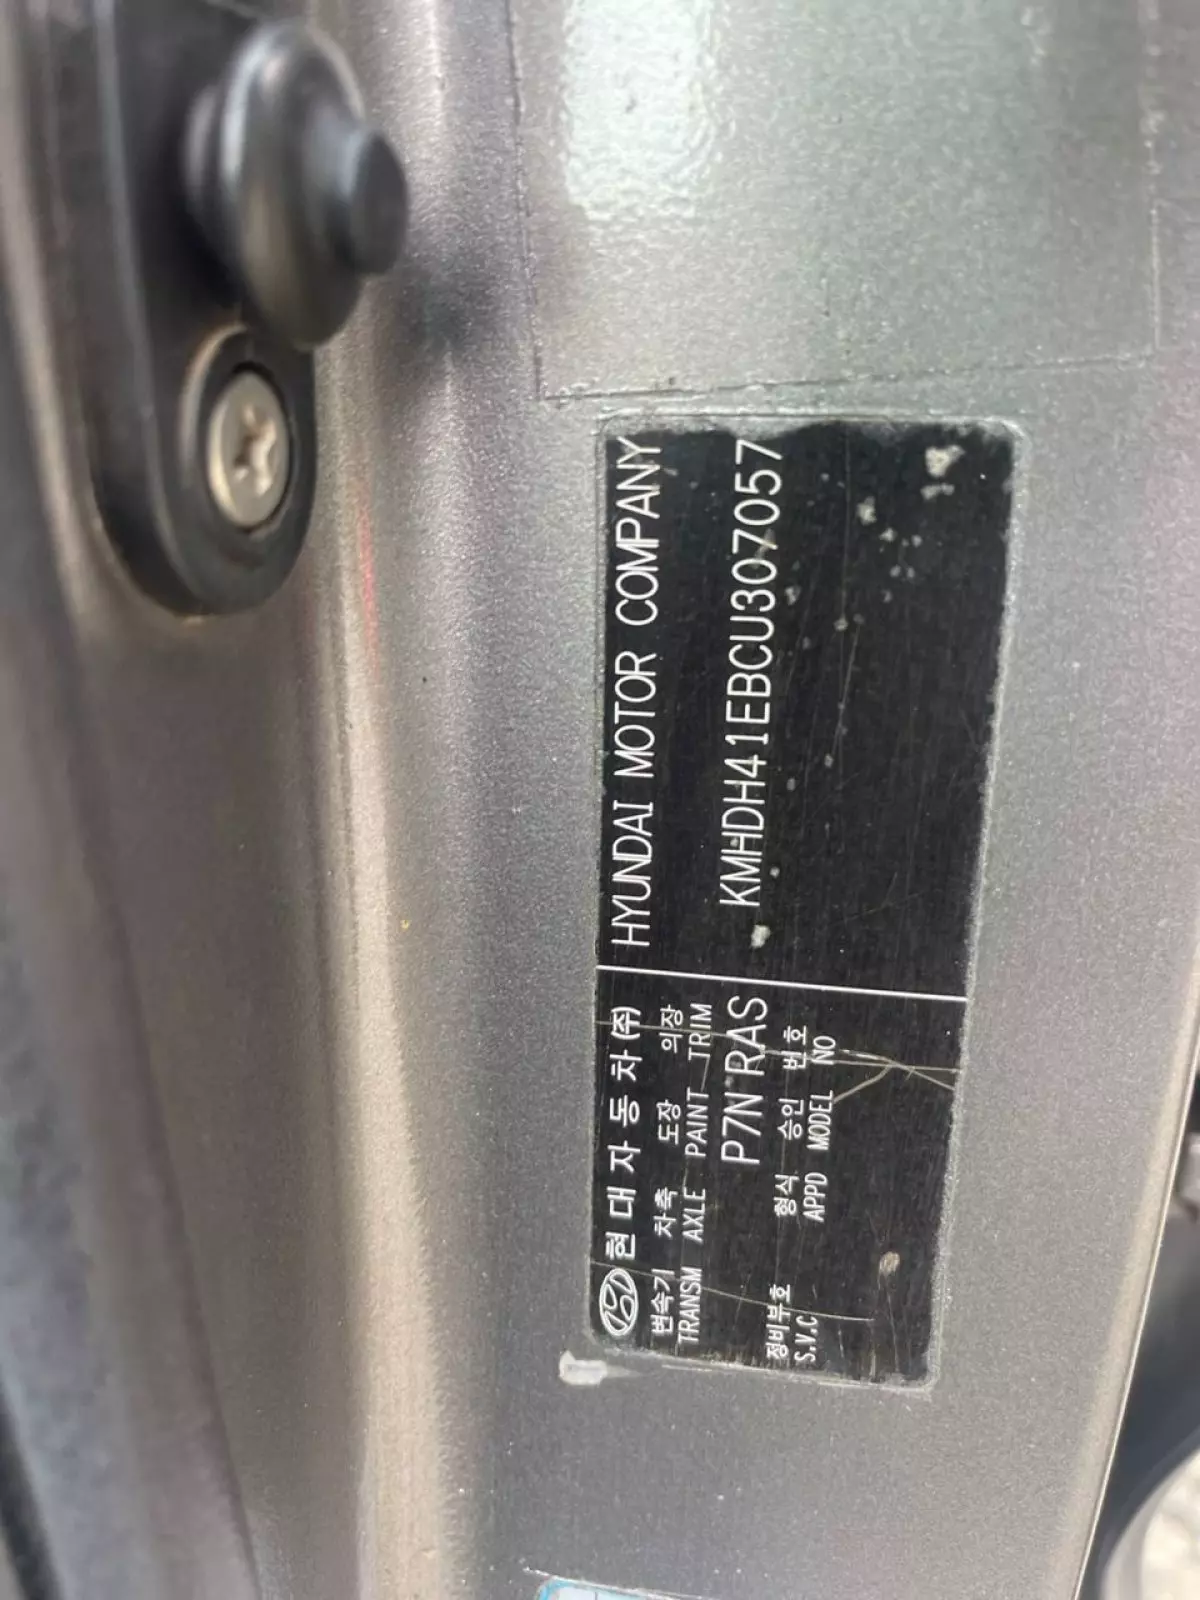 현대자동차(주) HYUNDAI MOTOR COMPANY
변속기 차축 도장 의장
TRANSM AXLE PAINT TRIM
P7N RAS KMHDH41EBCU307057
정비부호 형식 승인 번호
S.V.C APPD MODEL NO